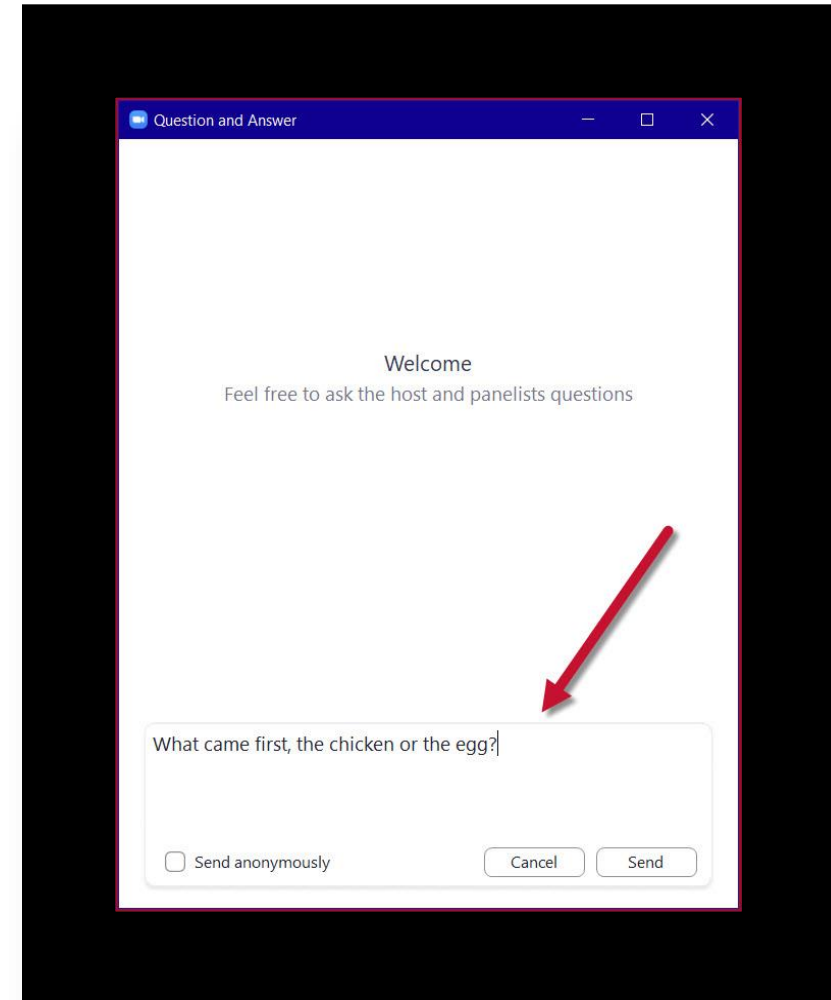 Question and Answer
Welcome
Feel free to ask the host and panelists questions
What came first, the chicken or the egg?
Send anonymously
Cancel
Send